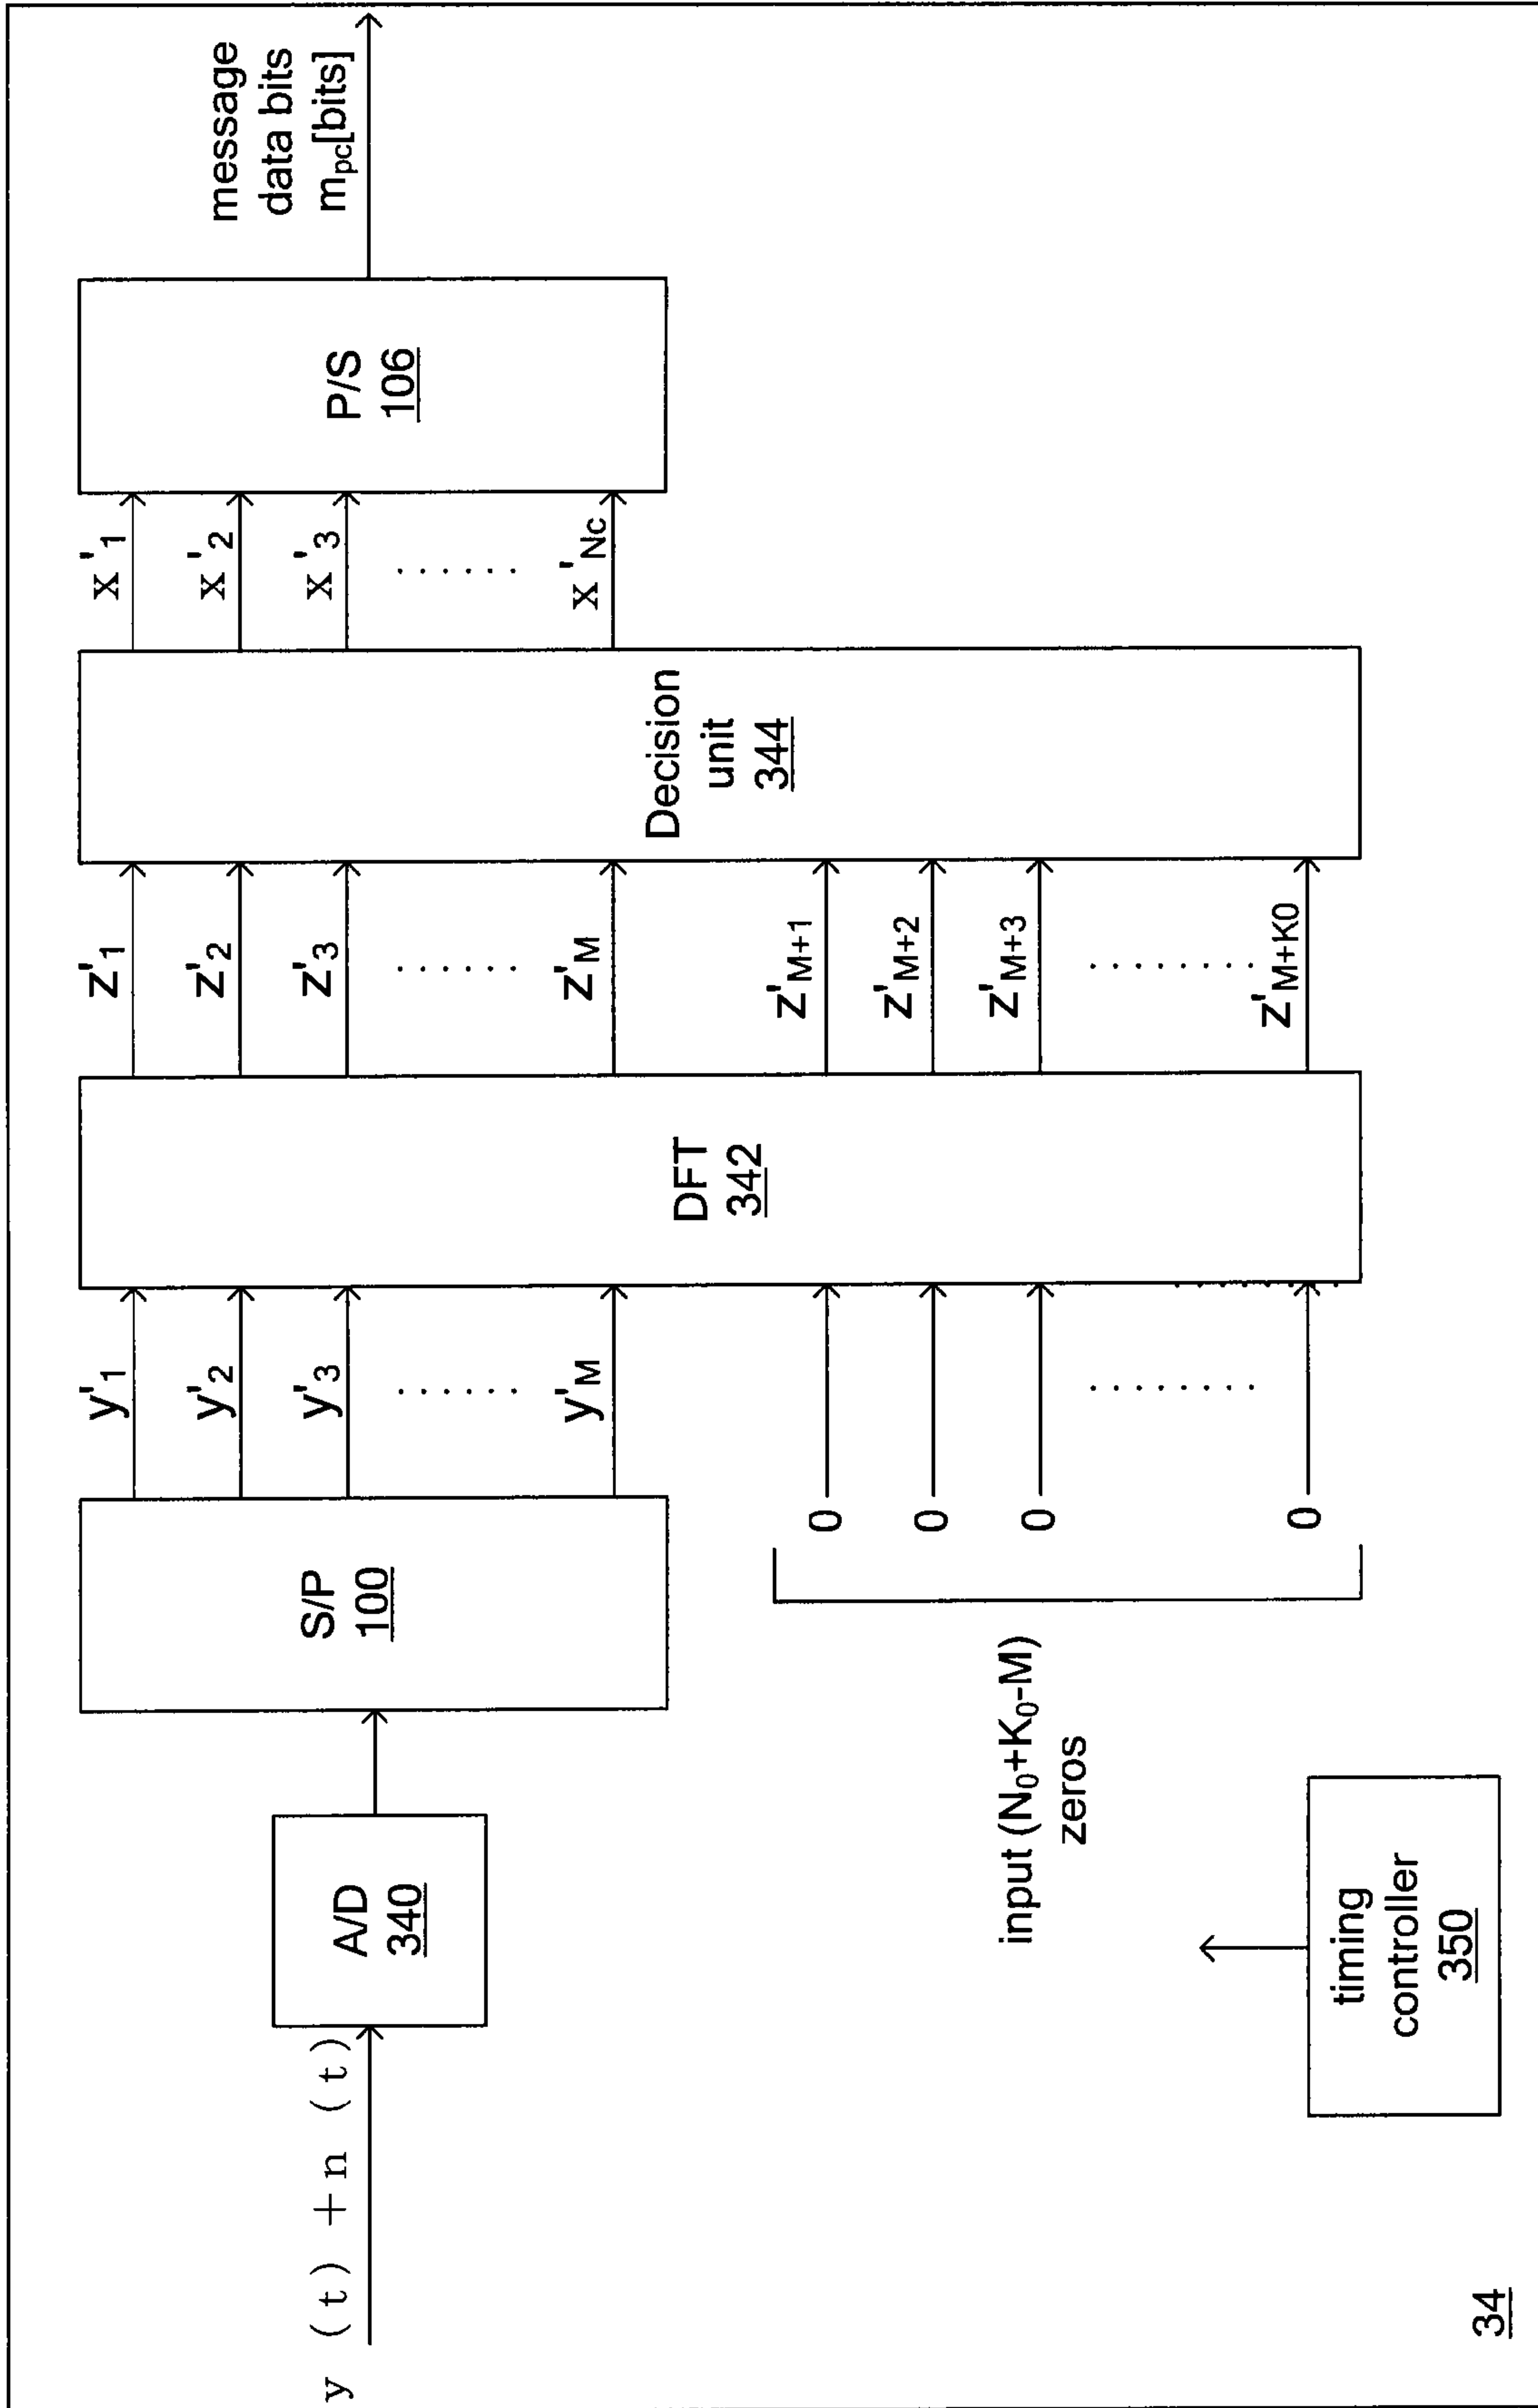 y (t) + n (t)
A/D
340
S/P
100
y'1
y'2
y'3
......
y'M
input (N0+K0-M)
zeros
0
0
0
........
0
DFT
342
z'1
z'2
z'3
......
z'M
z'M+1
z'M+2
z'M+3
........
z'M+K0
Decision
unit
344
x'1
x'2
x'3
......
x'Nc
P/S
106
message
data bits
mpc[bits]
timing
controller
350
34